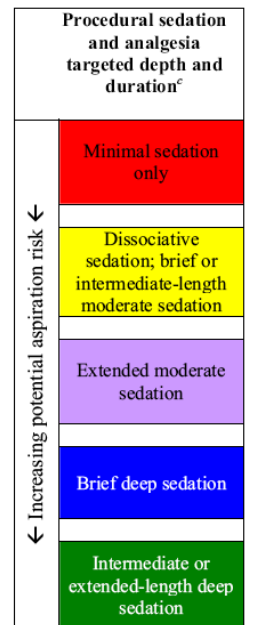 Procedural sedation
and analgesia
targeted depth and
duration^c
← Increasing potential aspiration risk ←
Minimal sedation
only
Dissociative
sedation; brief or
intermediate-length
moderate sedation
Extended moderate
sedation
Brief deep sedation
Intermediate or
extended-length deep
sedation